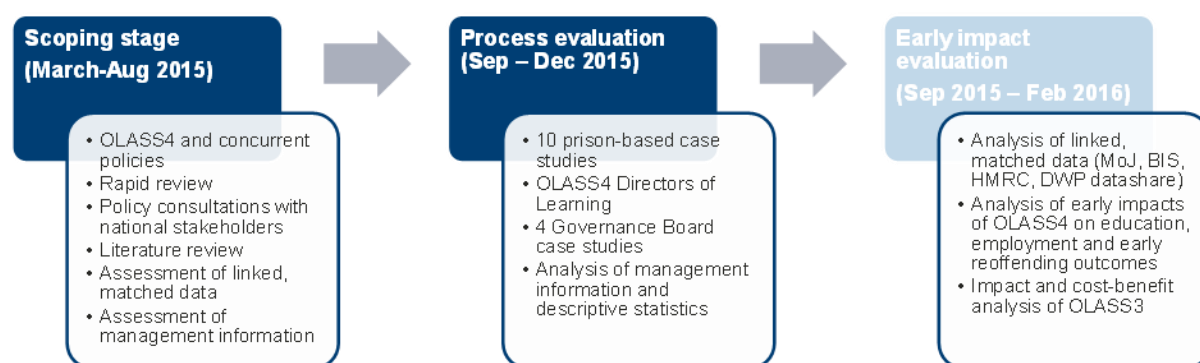 Scoping stage
(March-Aug 2015)
• OLASS4 and concurrent
policies
• Rapid review
• Policy consultations with
national stakeholders
• Literature review
• Assessment of linked,
matched data
• Assessment of
management information
Process evaluation
(Sep – Dec 2015)
• 10 prison-based case
studies
• OLASS4 Directors of
Learning
• 4 Governance Board
case studies
• Analysis of management
information and
descriptive statistics
Early impact
evaluation
(Sep 2015 – Feb 2016)
• Analysis of linked,
matched data (MoJ, BIS,
HMRC, DWP datashare)
• Analysis of early impacts
of OLASS4 on education,
employment and early
reoffending outcomes
• Impact and cost-benefit
analysis of OLASS3